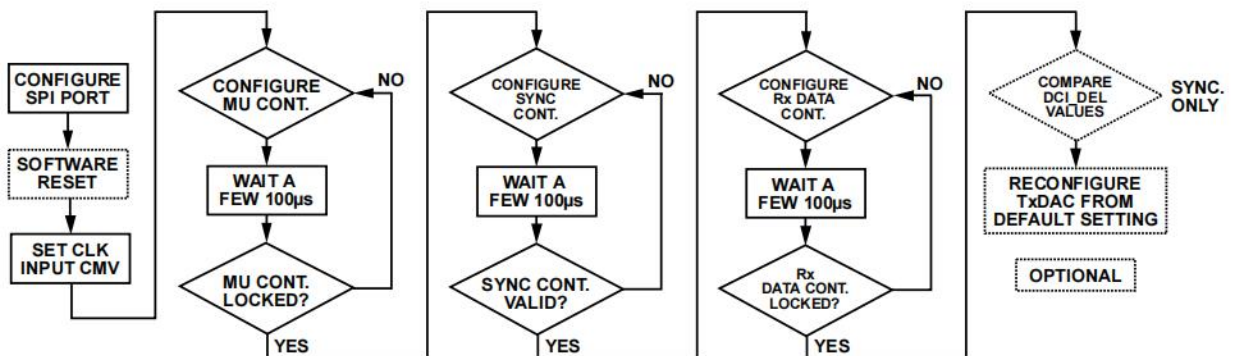 CONFIGURE
SPI PORT
SOFTWARE
RESET
SET CLK
INPUT CMV
CONFIGURE
MU CONT.
NO
WAIT A
FEW 100µs
MU CONT.
LOCKED?
YES
CONFIGURE
SYNC
CONT.
NO
WAIT A
FEW 100µs
SYNC CONT.
VALID?
YES
CONFIGURE
Rx DATA
CONT.
NO
WAIT A
FEW 100µs
Rx
DATA CONT.
LOCKED?
YES
COMPARE
DCI_DEL
VALUES
SYNC.
ONLY
RECONFIGURE
TxDAC FROM
DEFAULT SETTING
OPTIONAL